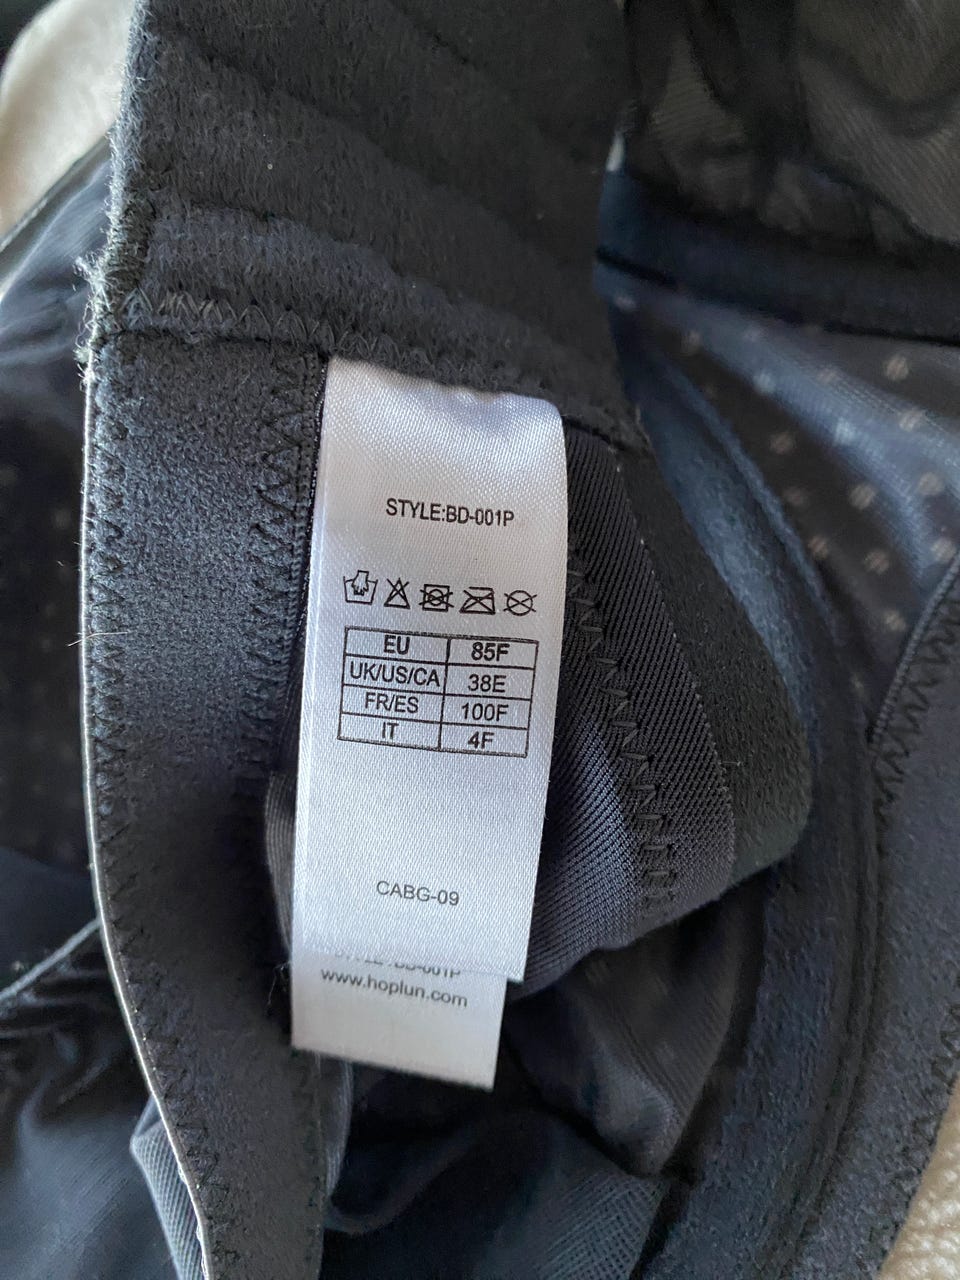 STYLE:BD-001P
EU 85F
UK/US/CA 38E
FR/ES 100F
IT 4F
CABG-09
www.hoplun.com